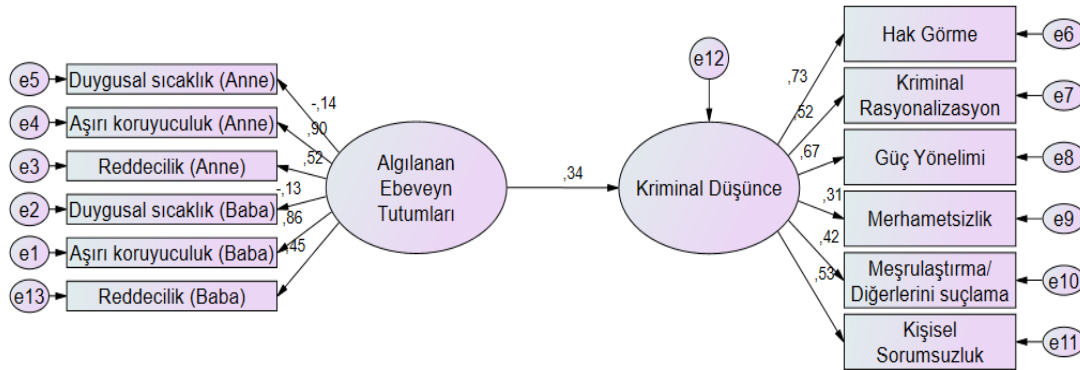 e5
Duygusal sıcaklık (Anne)
e4
Aşırı koruyuculuk (Anne)
e3
Reddecilik (Anne)
e2
Duygusal sıcaklık (Baba)
e1
Aşırı koruyuculuk (Baba)
e13
Reddecilik (Baba)
-,14
,90
,52
-,13
,86
,45
Algılanan
Ebeveyn
Tutumları
,34
e12
Kriminal Düşünce
,73
,52
,67
,31
,42
,53
Hak Görme
e6
Kriminal
Rasyonalizasyon
e7
Güç Yönelimi
e8
Merhametsizlik
e9
Meşrulaştırma/
Diğerlerini suçlama
e10
Kişisel
Sorumsuzluk
e11